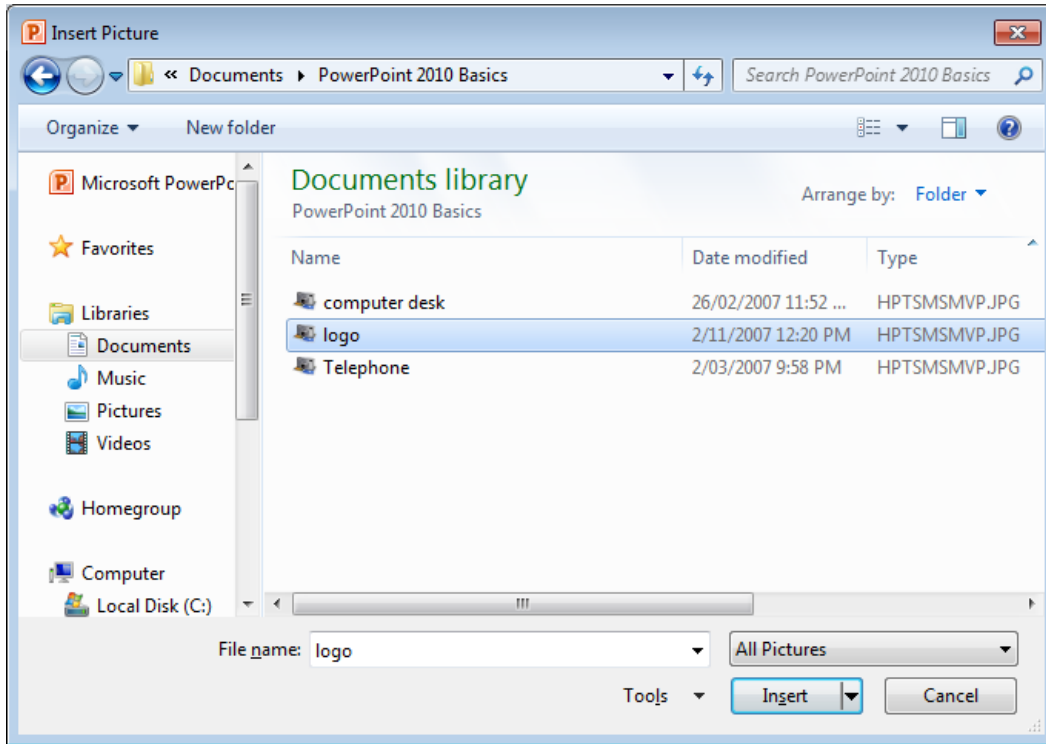 Insert Picture
« Documents ▸ PowerPoint 2010 Basics Search PowerPoint 2010 Basics
Organize New folder
Microsoft PowerPc
Favorites
Libraries
Documents
Music
Pictures
Videos
Homegroup
Computer
Local Disk (C:)
Documents library
PowerPoint 2010 Basics
Arrange by: Folder
Name Date modified Type
computer desk 26/02/2007 11:52 ... HPTSMSMVP.JPG
logo 2/11/2007 12:20 PM HPTSMSMVP.JPG
Telephone 2/03/2007 9:58 PM HPTSMSMVP.JPG
File name: logo All Pictures
Tools Insert Cancel